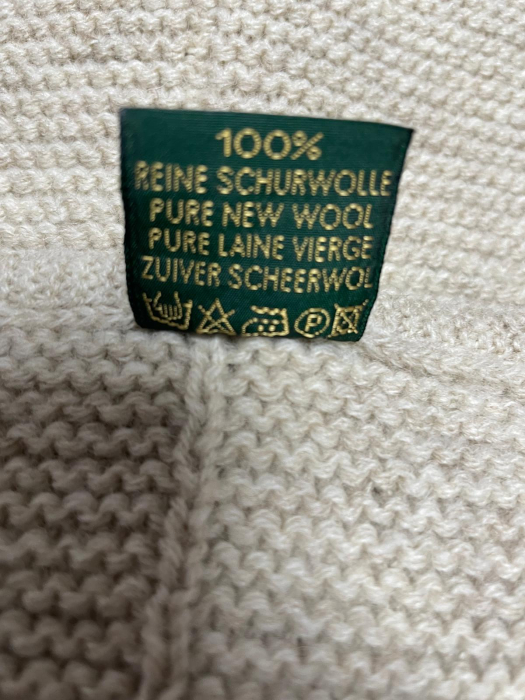 100%
REINE SCHURWOLLE
PURE NEW WOOL
PURE LAINE VIERGE
ZUIVER SCHEERWOL
P